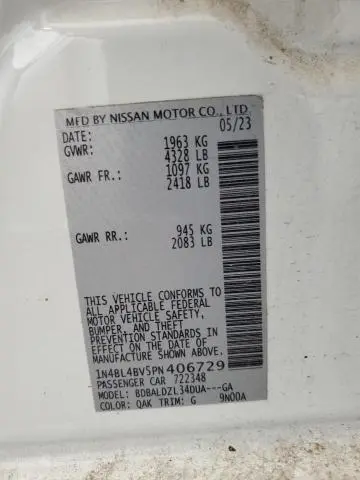 MFD BY NISSAN MOTOR CO., LTD.
DATE: 05/23
GVWR: 1963 KG
4328 LB
GAWR FR.: 1097 KG
2418 LB
GAWR RR.: 945 KG
2083 LB
THIS VEHICLE CONFORMS TO
ALL APPLICABLE FEDERAL
MOTOR VEHICLE SAFETY,
BUMPER, AND THEFT
PREVENTION STANDARDS IN
EFFECT ON THE DATE OF
MANUFACTURE SHOWN ABOVE.
1N4BL4BV5PN406729
PASSENGER CAR 722348
MODEL: BDBALDZL34DUA---GA
COLOR: QAK TRIM: G 9N00A